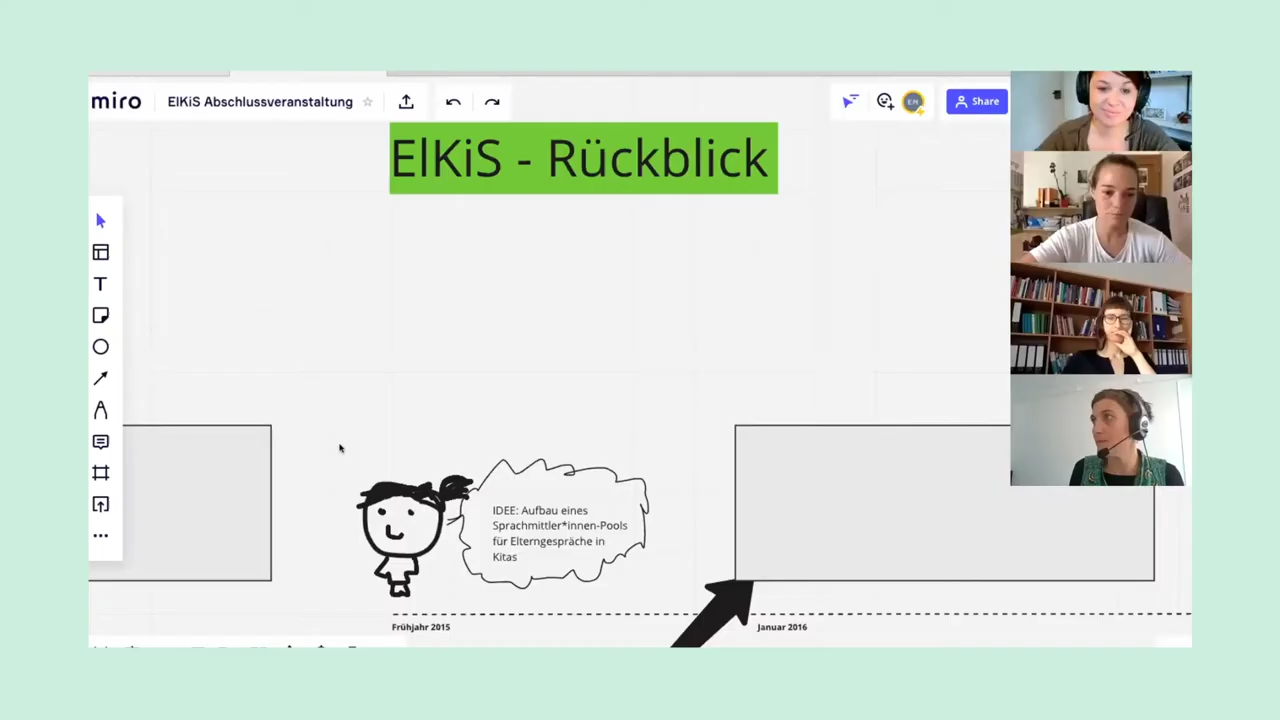 miro
ElKiS Abschlussveranstaltung
EM
Share
ElKiS - Rückblick
T
IDEE: Aufbau eines
Sprachmittler*innen-Pools
für Elterngespräche in
Kitas
Frühjahr 2015
Januar 2016